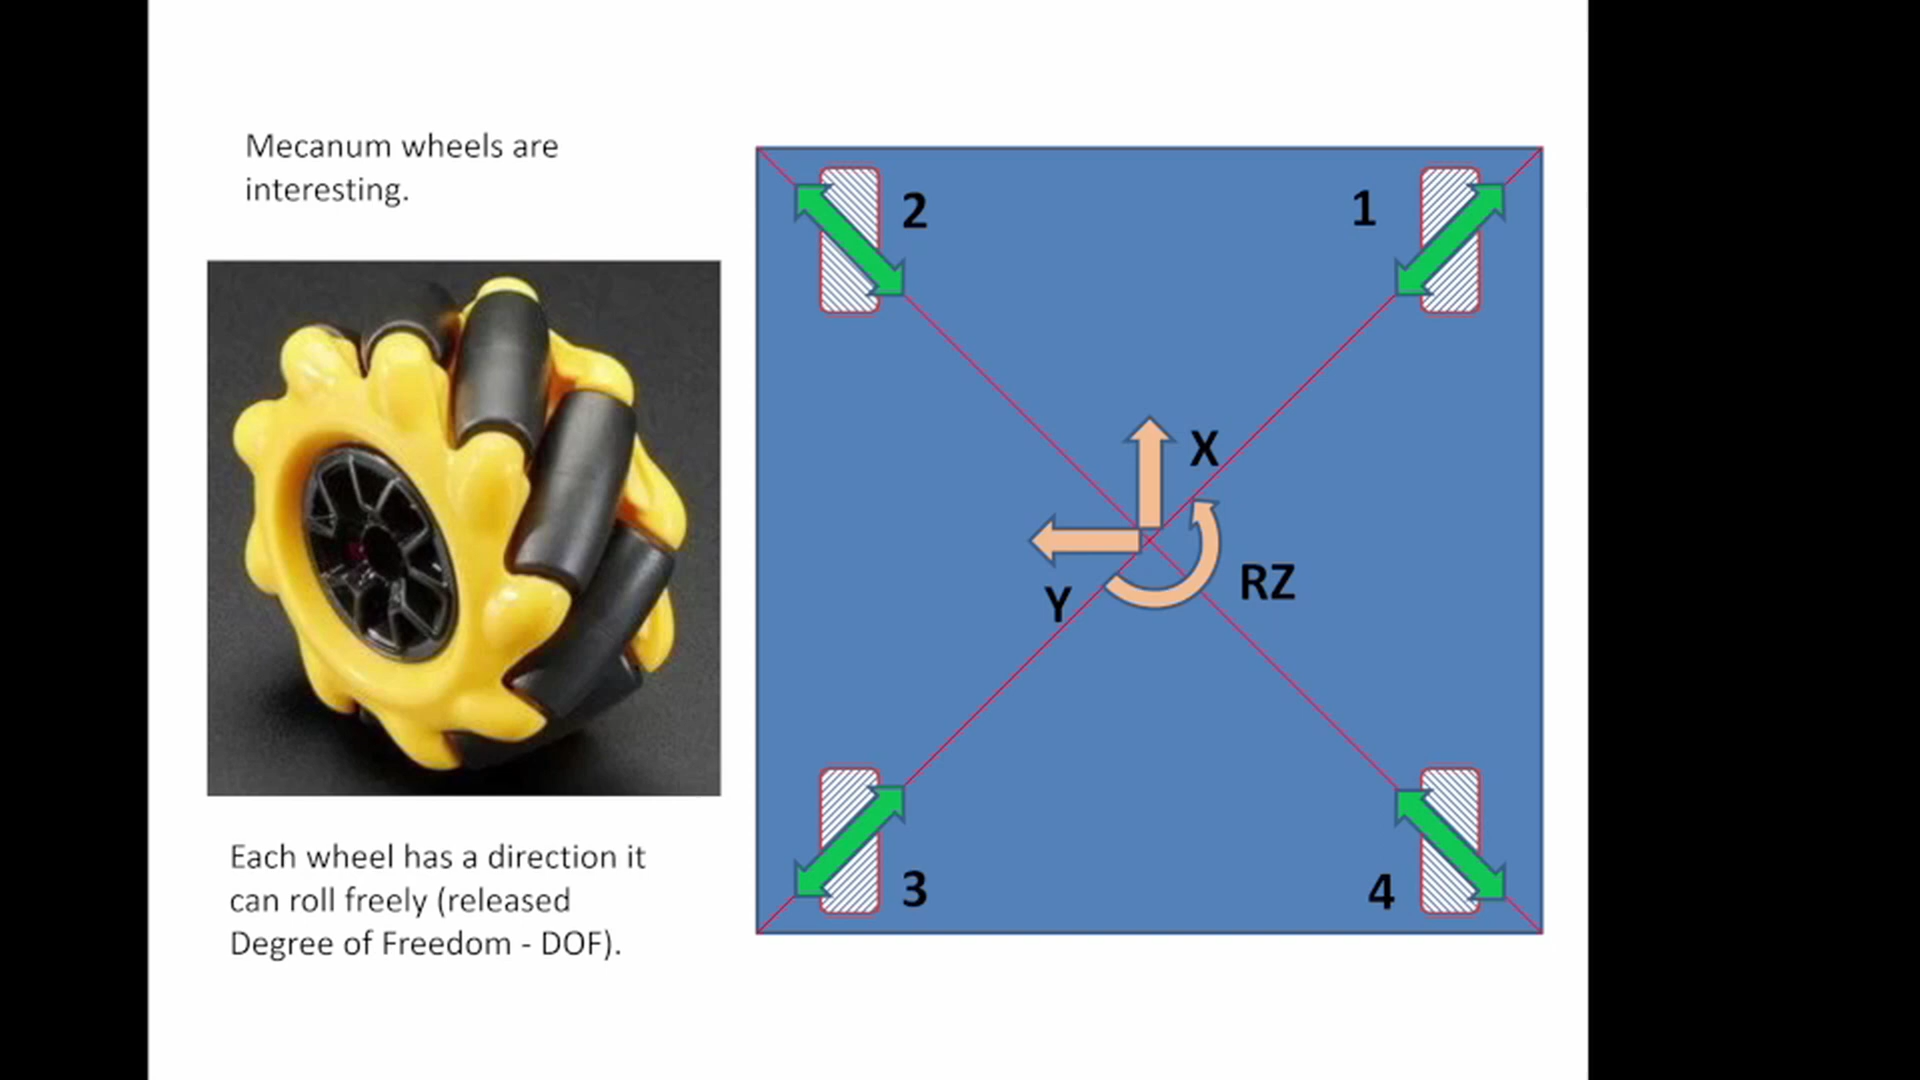 Mecanum wheels are
interesting.
2
1
X
Y
RZ
3
4
Each wheel has a direction it
can roll freely (released
Degree of Freedom - DOF).